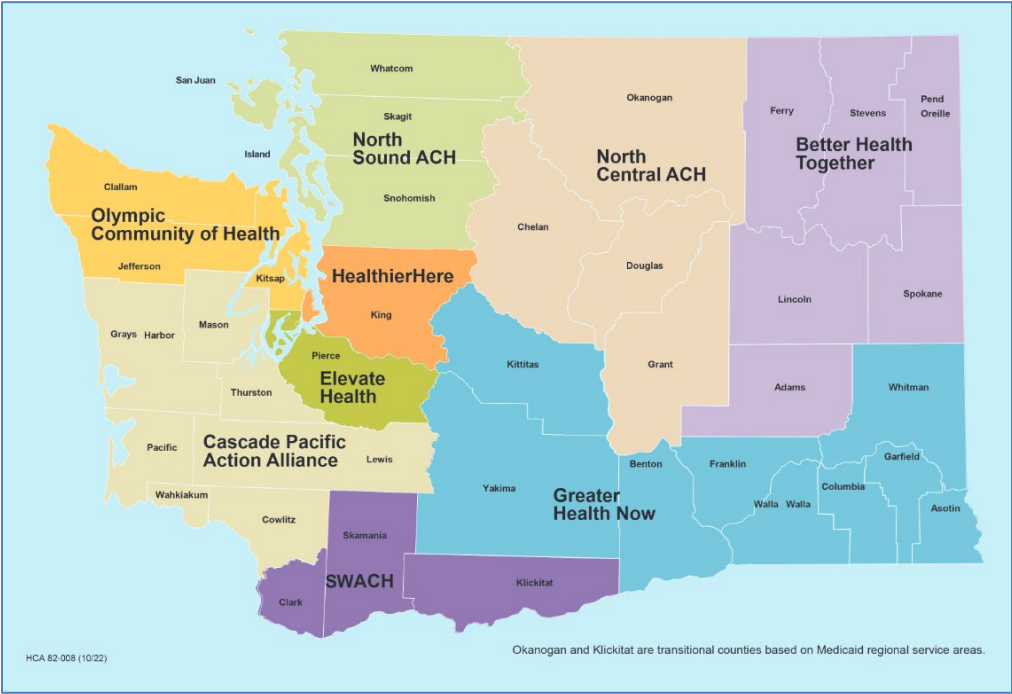 Whatcom
San Juan
Skagit
North
Sound ACH
Island
Snohomish
Okanogan
North
Central ACH
Chelan
Douglas
Grant
Ferry
Stevens
Pend
Oreille
Better Health
Together
Lincoln
Spokane
Adams
Clallam
Olympic
Community of Health
Jefferson
Kitsap
HealthierHere
King
Pierce
Elevate
Health
Grays Harbor
Mason
Thurston
Cascade Pacific
Action Alliance
Lewis
Pacific
Wahkiakum
Cowlitz
Kittitas
Yakima
Greater
Health Now
Benton
Franklin
Walla Walla
Columbia
Garfield
Whitman
Asotin
Skamania
SWACH
Clark
Klickitat
HCA 82-008 (10/22)
Okanogan and Klickitat are transitional counties based on Medicaid regional service areas.